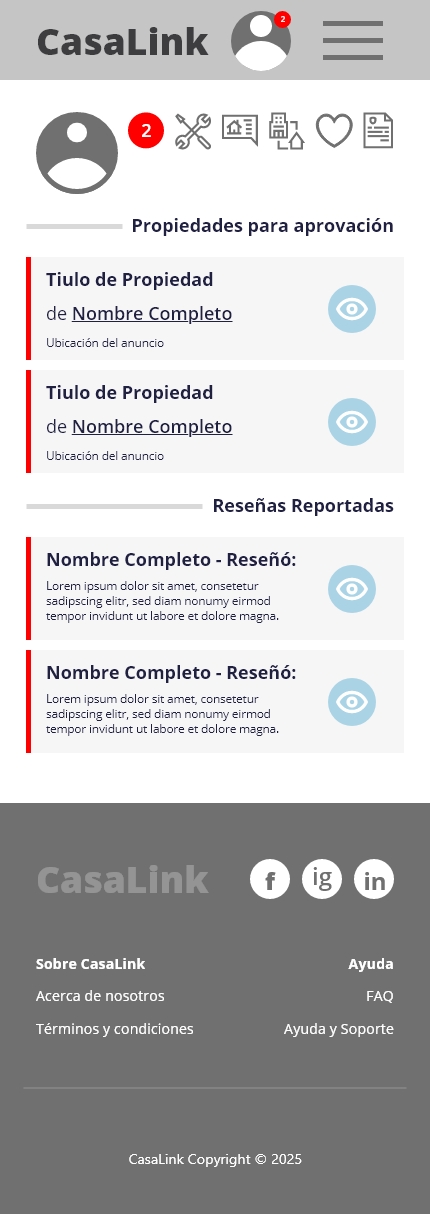 CasaLink
2
2
Propiedades para aprovación
Tiulo de Propiedad
de Nombre Completo
Ubicación del anuncio
Tiulo de Propiedad
de Nombre Completo
Ubicación del anuncio
Reseñas Reportadas
Nombre Completo - Reseñó:
Lorem ipsum dolor sit amet, consetetur
sadipscing elitr, sed diam nonumy eirmod
tempor invidunt ut labore et dolore magna.
Nombre Completo - Reseñó:
Lorem ipsum dolor sit amet, consetetur
sadipscing elitr, sed diam nonumy eirmod
tempor invidunt ut labore et dolore magna.
CasaLink
f ig in
Sobre CasaLink
Acerca de nosotros
Términos y condiciones
Ayuda
FAQ
Ayuda y Soporte
CasaLink Copyright © 2025